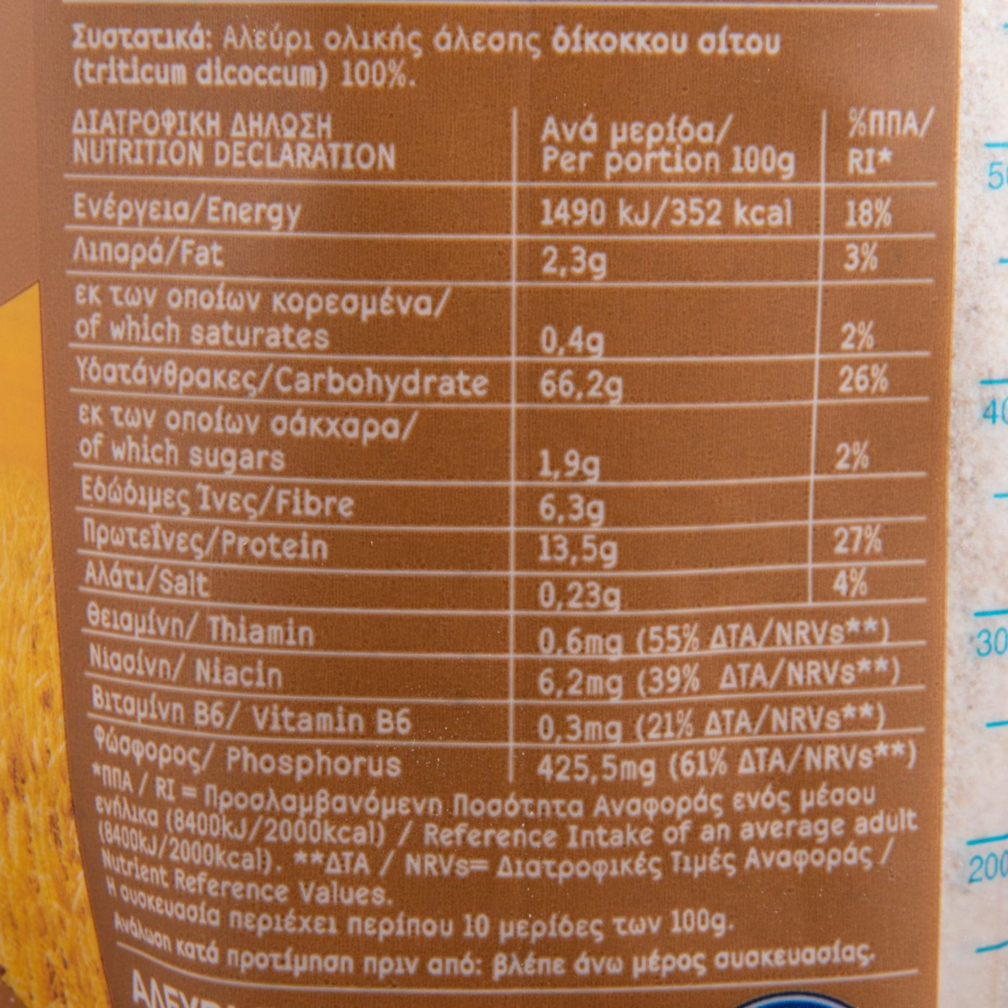 Συστατικά: Αλεύρι ολικής άλεσης δίκοκκου σίτου
(triticum dicoccum) 100%.
ΔΙΑΤΡΟΦΙΚΗ ΔΗΛΩΣΗ
NUTRITION DECLARATION
Ανά μερίδα/
Per portion 100g
%ΠΠΑ/
RI*
Ενέργεια/Energy 1490 kJ/352 kcal 18%
Λιπαρά/Fat 2,3g 3%
εκ των οποίων κορεσμένα/
of which saturates 0,4g 2%
Υδατάνθρακες/Carbohydrate 66,2g 26%
εκ των οποίων σάκχαρα/
of which sugars 1,9g 2%
Εδώδιμες Ίνες/Fibre 6,3g
Πρωτεΐνες/Protein 13,5g 27%
Αλάτι/Salt 0,23g 4%
Θειαμίνη/ Thiamin 0,6mg (55% ΔΤΑ/NRVs**)
Νιασίνη/ Niacin 6,2mg (39% ΔΤΑ/NRVs**)
Βιταμίνη B6/ Vitamin B6 0,3mg (21% ΔΤΑ/NRVs**)
Φώσφορος/ Phosphorus 425,5mg (61% ΔΤΑ/NRVs**)
*ΠΠΑ / RI = Προσλαμβανόμενη Ποσότητα Αναφοράς ενός μέσου
ενήλικα (8400kJ/2000kcal) / Reference Intake of an average adult
(8400kJ/2000kcal). **ΔΤΑ / NRVs= Διατροφικές Τιμές Αναφοράς /
Nutrient Reference Values.
Η συσκευασία περιέχει περίπου 10 μερίδες των 100g.
Ανάλωση κατά προτίμηση πριν από: βλέπε άνω μέρος συσκευασίας.
30
200